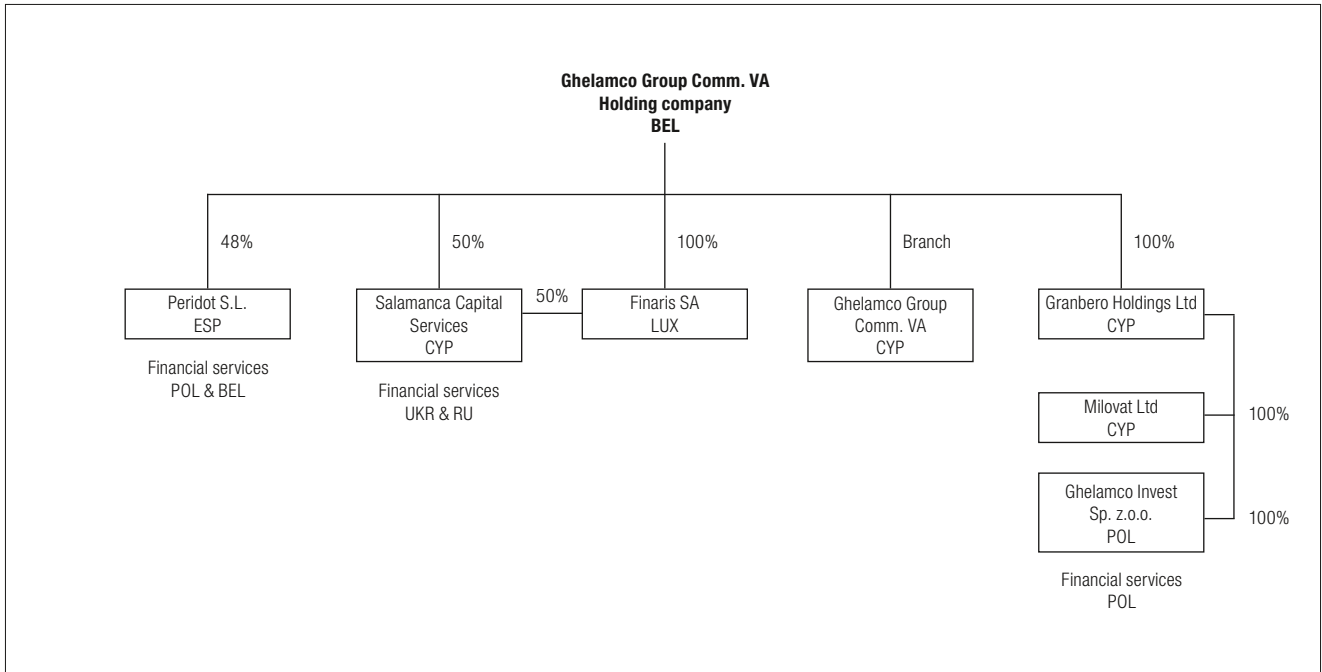 Ghelamco Group Comm. VA
Holding company
BEL
48%
50%
100%
Branch
100%
Peridot S.L.
ESP
Financial services
POL & BEL
Salamanca Capital
Services
CYP
Financial services
UKR & RU
50%
Finaris SA
LUX
Ghelamco Group
Comm. VA
CYP
Granbero Holdings Ltd
CYP
Milovat Ltd
CYP
100%
Ghelamco Invest
Sp. z.o.o.
POL
100%
Financial services
POL